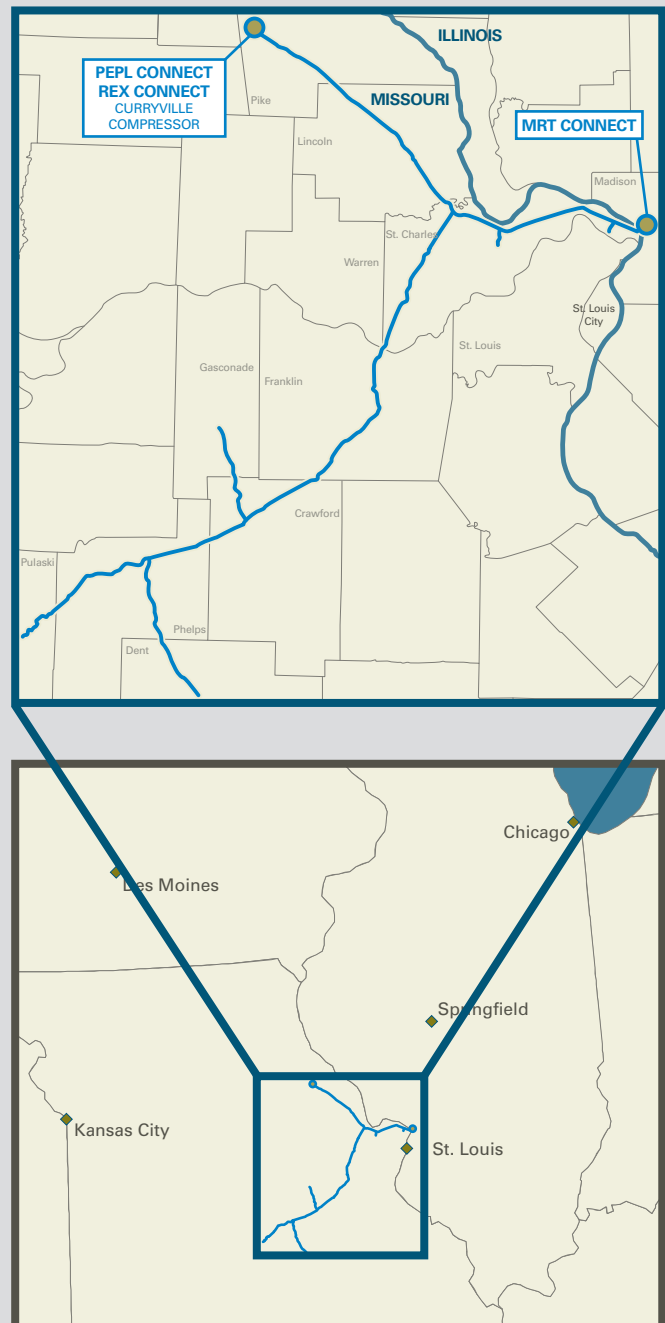 ILLINOIS
PEPL CONNECT
REX CONNECT
CURRYVILLE
COMPRESSOR
Pike
MISSOURI
MRT CONNECT
Lincoln
Madison
St. Charles
Warren
St. Louis
City
St. Louis
Gasconade
Franklin
Crawford
Pulaski
Phelps
Dent
Chicago
Des Moines
Springfield
Kansas City
St. Louis